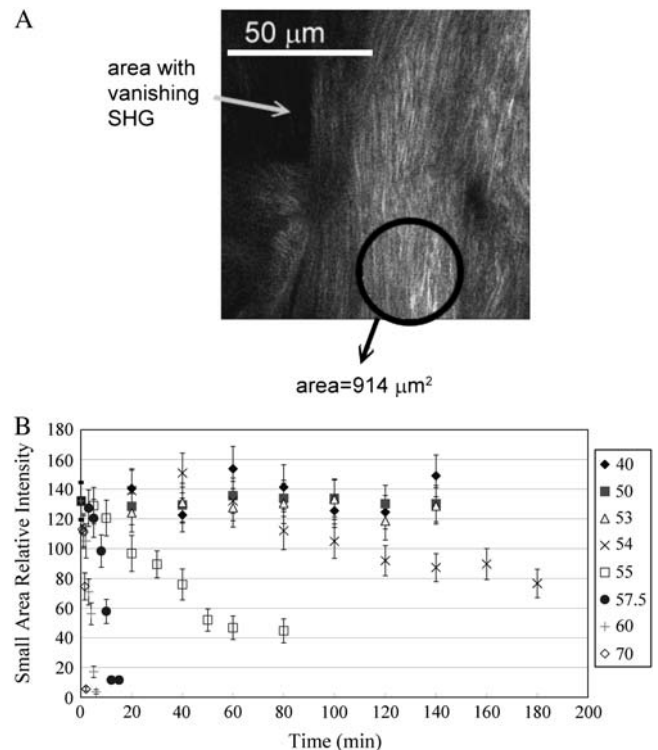 A
50 μm
area with
vanishing
SHG
area=914 μm²
B
Small Area Relative Intensity
180
160
140
120
100
80
60
40
20
0
0 20 40 60 80 100 120 140 160 180 200
Time (min)
40
50
53
54
55
57.5
60
70